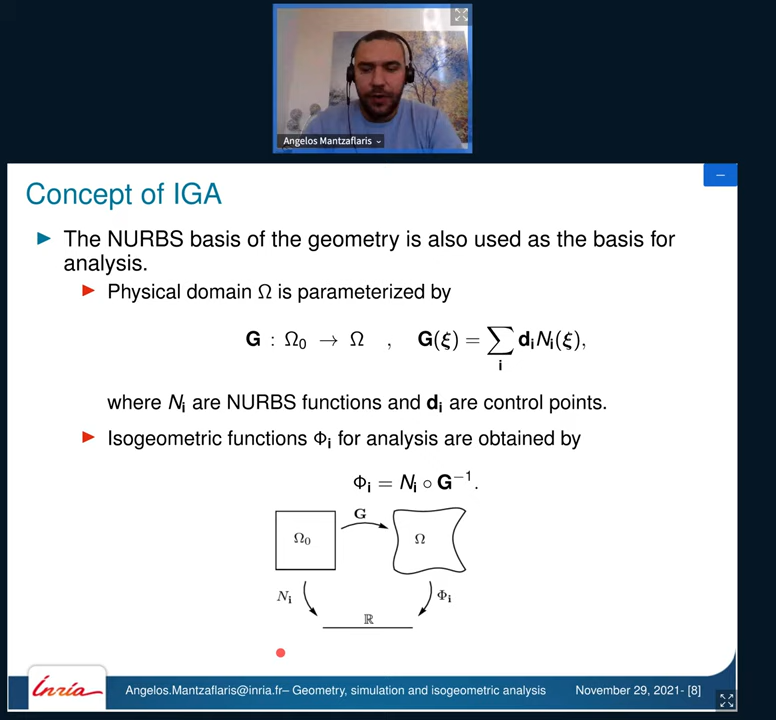 Angelos Mantzaflaris
Concept of IGA
The NURBS basis of the geometry is also used as the basis for
analysis.
Physical domain Ω is parameterized by
G : Ω₀ → Ω , G(ξ) = ∑ᵢ dᵢNᵢ(ξ),
where Nᵢ are NURBS functions and dᵢ are control points.
Isogeometric functions Φᵢ for analysis are obtained by
Φᵢ = Nᵢ ∘ G⁻¹.
G
Ω₀
Ω
Nᵢ
Φᵢ
ℝ
Inria
Angelos.Mantzaflaris@inria.fr– Geometry, simulation and isogeometric analysis
November 29, 2021- [8]